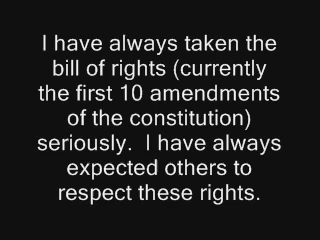 I have always taken the
bill of rights (currently
the first 10 amendments
of the constitution)
seriously.  I have always
expected others to
respect these rights.